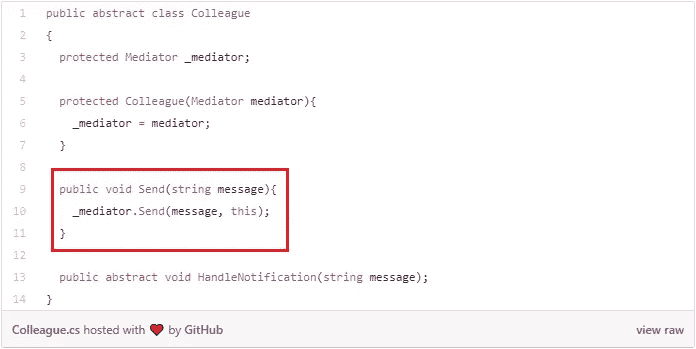 1 public abstract class Colleague
2 {
3 protected Mediator _mediator;
4
5 protected Colleague(Mediator mediator){
6 _mediator = mediator;
7 }
8
9 public void Send(string message){
10 _mediator.Send(message, this);
11 }
12
13 public abstract void HandleNotification(string message);
14 }
Colleague.cs hosted with ❤ by GitHub view raw